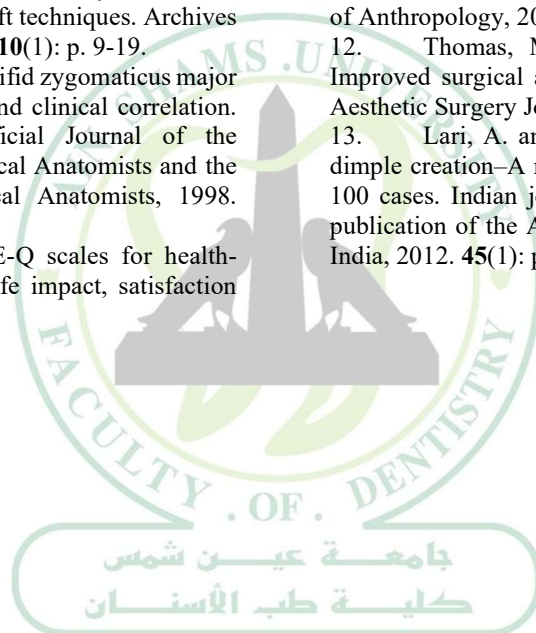 ft techniques. Archives
10(1): p. 9-19.
ifid zygomaticus major
nd clinical correlation.
icial Journal of the
cal Anatomists and the
cal Anatomists, 1998.
E-Q scales for health-
fe impact, satisfaction
of Anthropology, 20
12. Thomas, M
Improved surgical a
Aesthetic Surgery Jo
13. Lari, A. an
dimple creation–A r
100 cases. Indian jo
publication of the A
India, 2012. 45(1): p
AIN SHAMS .UNIVERSITY
FACULTY . OF . DENTISTRY
جامعة عين شمس
كلية طب الأسنان